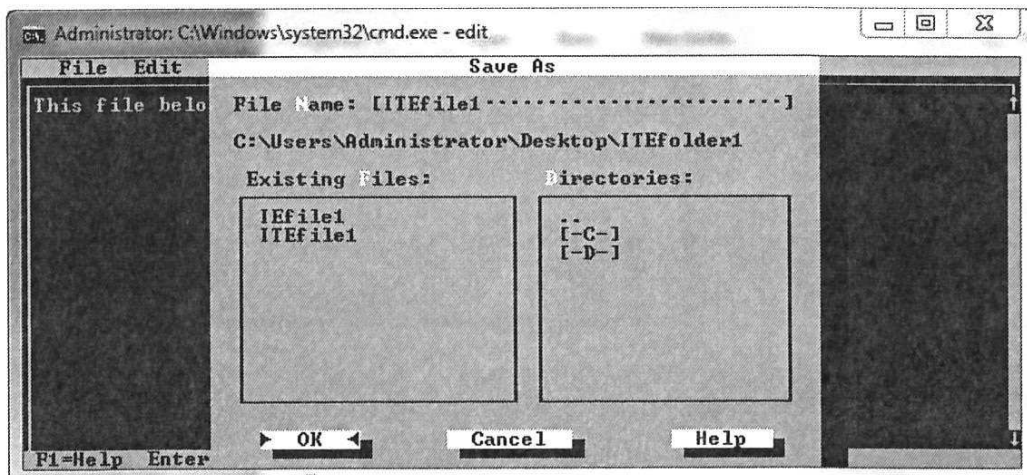 Administrator: C:\Windows\system32\cmd.exe - edit
File Edit
Save As
This file belo
File Name: [ITEfile1························]
C:\Users\Administrator\Desktop\ITEfolder1
Existing Files:
Directories:
IEfile1
ITEfile1
..
[-C-]
[-D-]
OK
Cancel
Help
F1=Help Enter